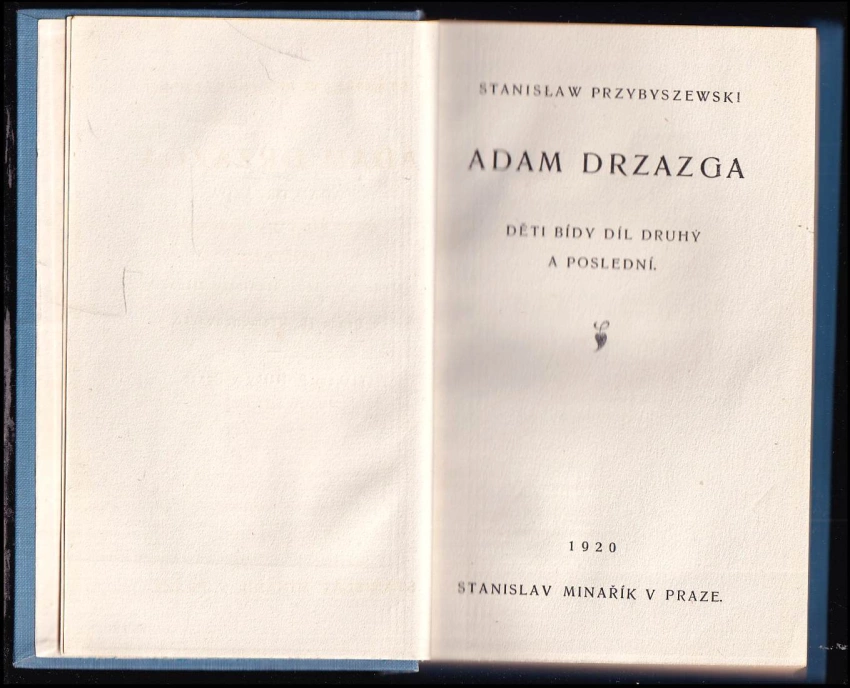 STANISŁAW PRZYBYSZEWSKI
ADAM DRZAZGA
DĚTI BÍDY DÍL DRUHÝ
A POSLEDNÍ.
1920
STANISLAV MINAŘÍK V PRAZE.